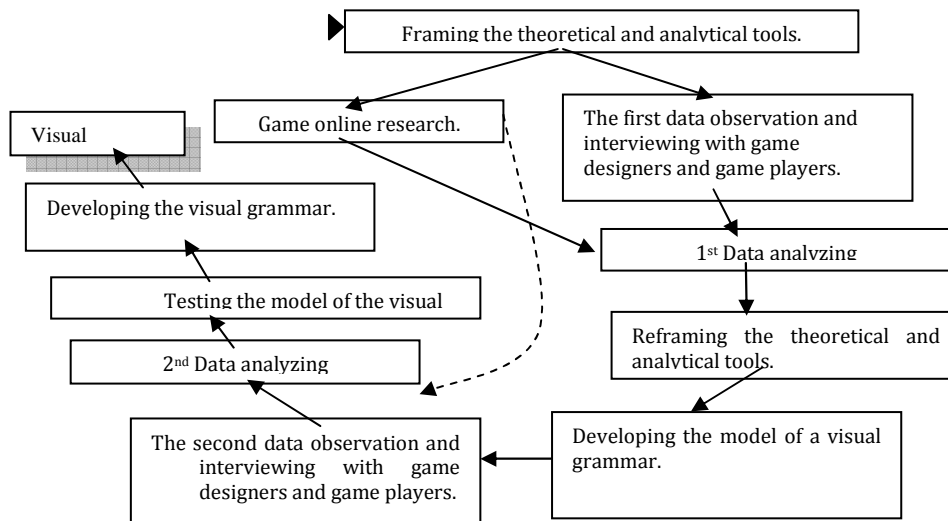 Framing the theoretical and analytical tools.
Game online research.
The first data observation and
interviewing with game
designers and game players.
1st Data analyzing
Reframing the theoretical and
analytical tools.
Developing the model of a visual
grammar.
The second data observation and
interviewing with game
designers and game players.
2nd Data analyzing
Testing the model of the visual
Developing the visual grammar.
Visual